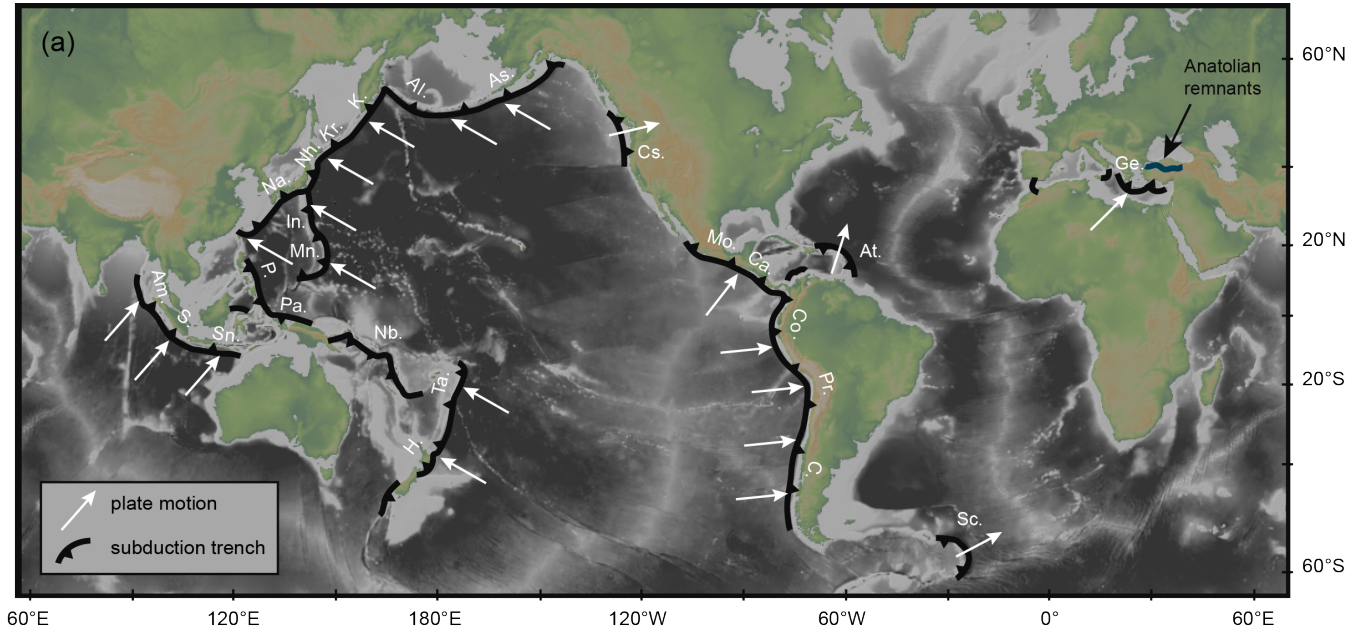 (a)
60°N
Anatolian
remnants
As.
Al.
K.
Kr.
Nh.
Cs.
Ge.
Na.
In.
Mn.
Mo.
Ca.
At.
20°N
P.
Am.
S.
Sn.
Pa.
Nb.
Co.
Ta.
Pr.
20°S
H.
C.
plate motion
subduction trench
Sc.
60°S
60°E
120°E
180°E
120°W
60°W
0°
60°E